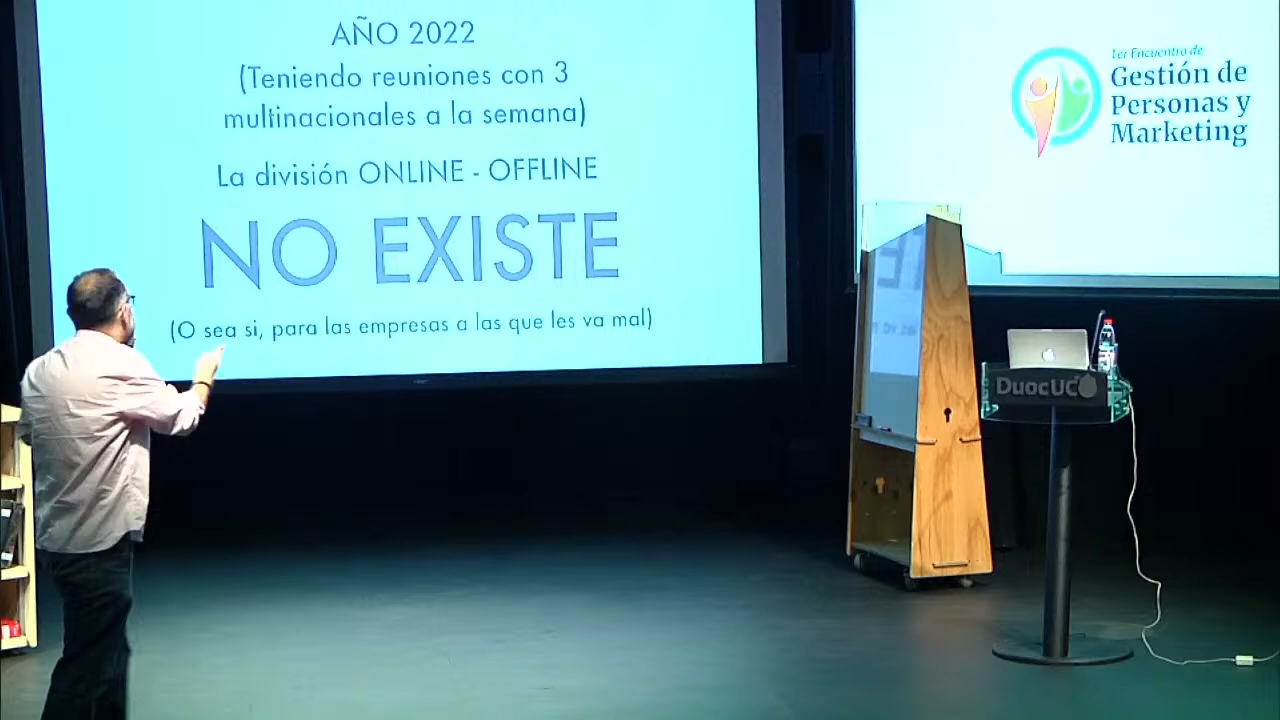 AÑO 2022
(Teniendo reuniones con 3
multinacionales a la semana)
La división ONLINE - OFFLINE
NO EXISTE
(O sea si, para las empresas a las que les va mal)
1er Encuentro de
Gestión de
Personas y
Marketing
DuocUC